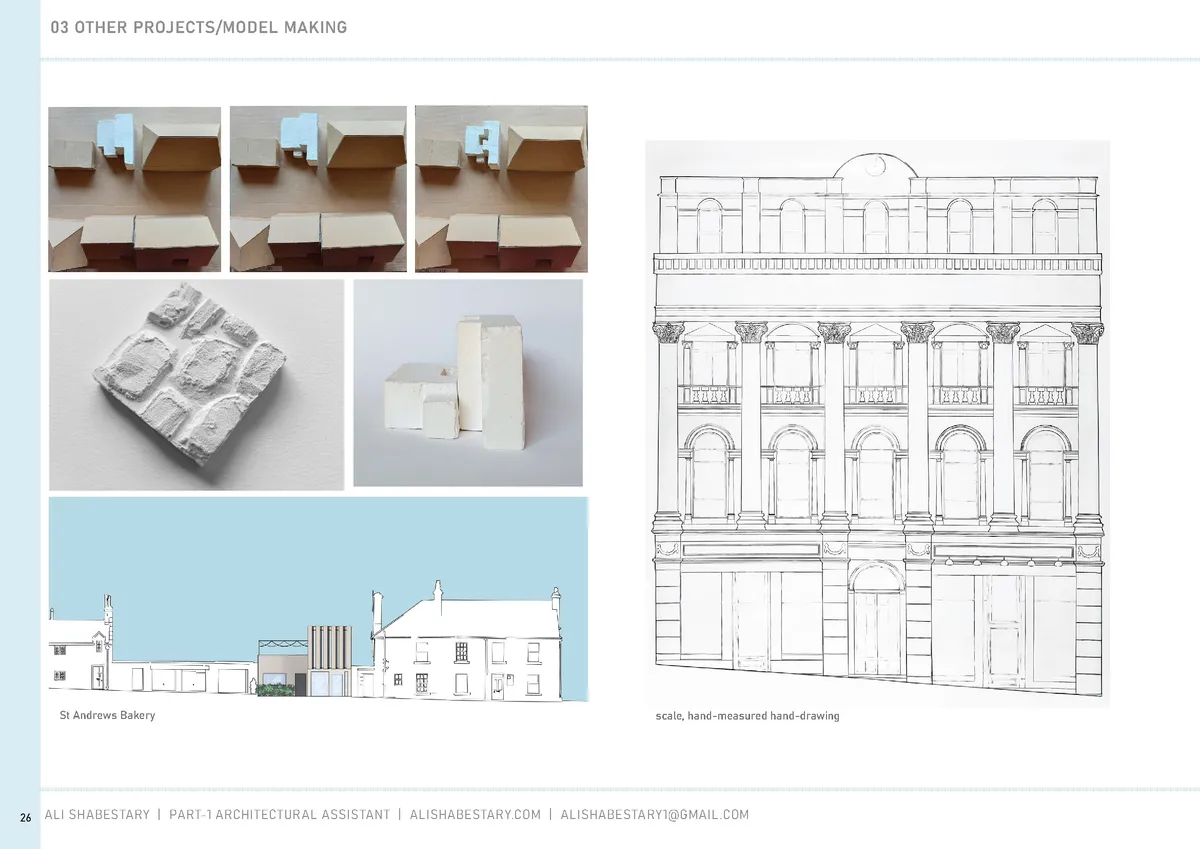 03 OTHER PROJECTS/MODEL MAKING
St Andrews Bakery
scale, hand-measured hand-drawing
26
ALI SHABESTARY | PART-1 ARCHITECTURAL ASSISTANT | ALISHABESTARY.COM | ALISHABESTARY1@GMAIL.COM